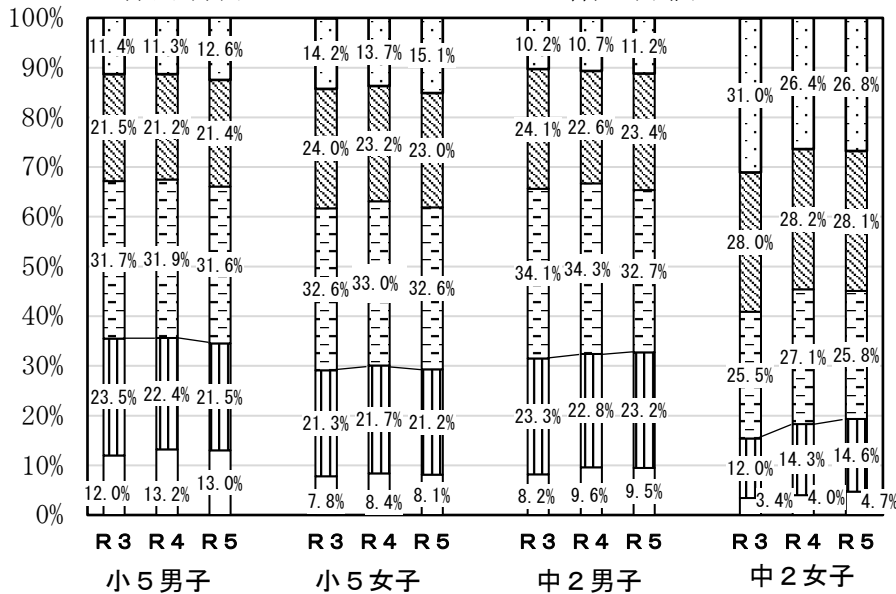 100%
11.4% 11.3% 12.6% 14.2% 13.7% 15.1% 10.2% 10.7% 11.2%
90%
31.0% 26.4% 26.8%
80%
21.5% 21.2% 21.4% 24.0% 23.2% 23.0% 24.1% 22.6% 23.4%
70%
60%
28.0% 28.2% 28.1%
50%
31.7% 31.9% 31.6% 32.6% 33.0% 32.6% 34.1% 34.3% 32.7%
40%
25.5% 27.1% 25.8%
30%
23.5% 22.4% 21.5% 21.3% 21.7% 21.2% 23.3% 22.8% 23.2%
20%
12.0% 14.3% 14.6%
10%
12.0% 13.2% 13.0% 7.8% 8.4% 8.1% 8.2% 9.6% 9.5% 3.4% 4.0% 4.7%
0%
R3 R4 R5 R3 R4 R5 R3 R4 R5 R3 R4 R5
小5男子 小5女子 中2男子 中2女子